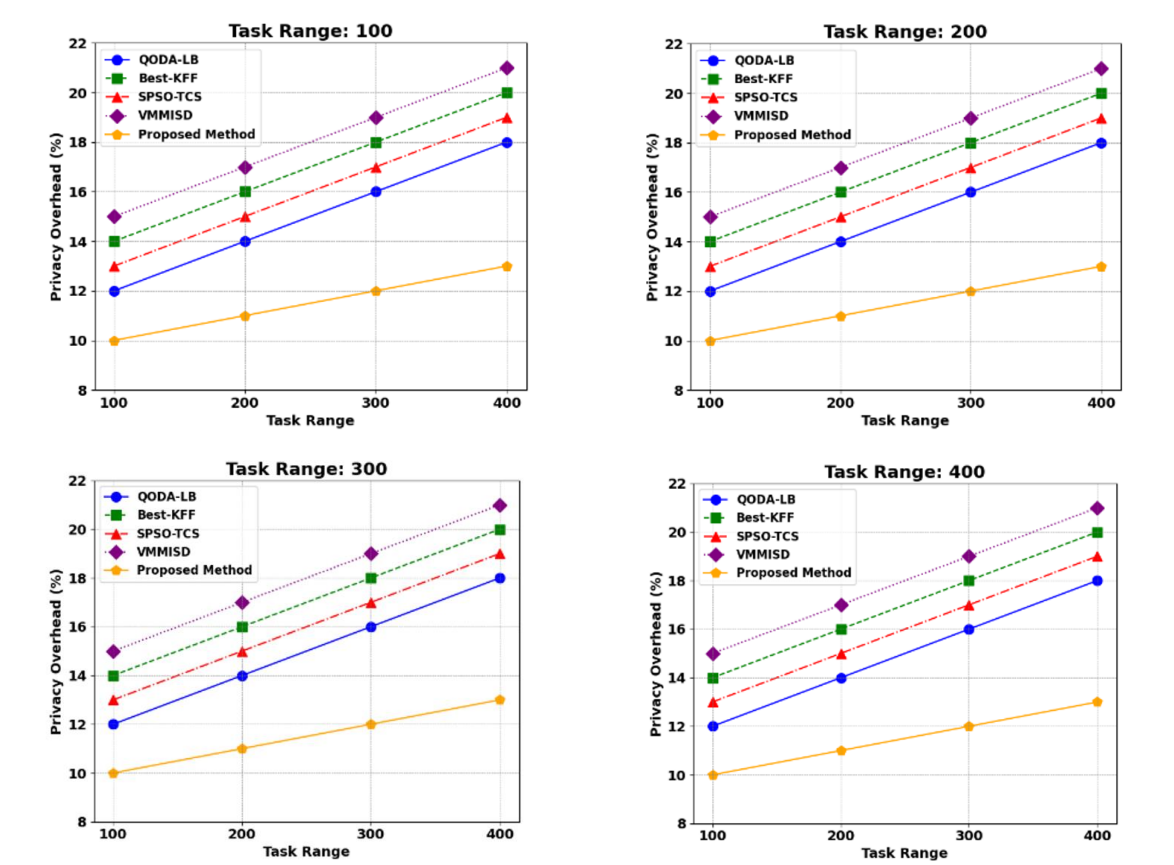 Task Range: 100
22
20
18
16
14
12
10
8
Privacy Overhead (%)
QODA-LB
Best-KFF
SPSO-TCS
VMMISD
Proposed Method
100 200 300 400
Task Range
Task Range: 200
22
20
18
16
14
12
10
8
Privacy Overhead (%)
QODA-LB
Best-KFF
SPSO-TCS
VMMISD
Proposed Method
100 200 300 400
Task Range
Task Range: 300
22
20
18
16
14
12
10
8
Privacy Overhead (%)
QODA-LB
Best-KFF
SPSO-TCS
VMMISD
Proposed Method
100 200 300 400
Task Range
Task Range: 400
22
20
18
16
14
12
10
8
Privacy Overhead (%)
QODA-LB
Best-KFF
SPSO-TCS
VMMISD
Proposed Method
100 200 300 400
Task Range